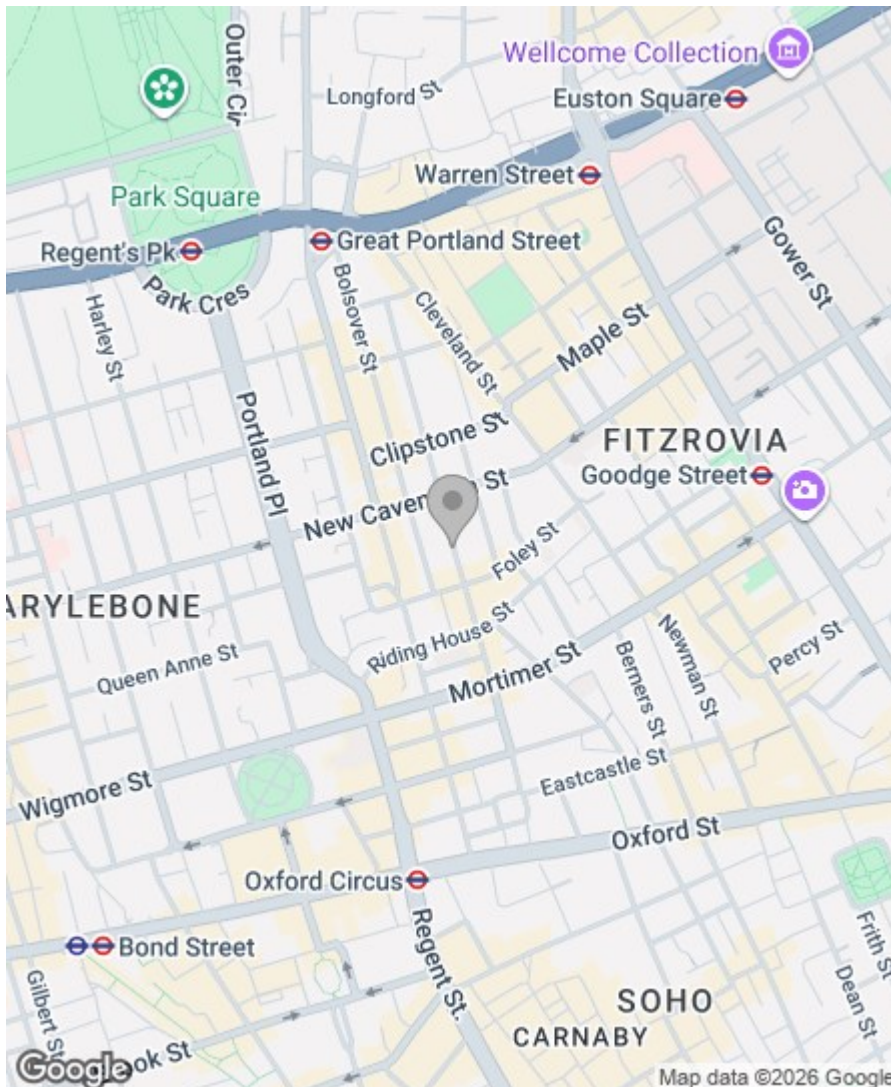 Outer Cir
Wellcome Collection
Longford St
Euston Square
Warren Street
Park Square
Regent's Pk
Great Portland Street
Gower St
Park Cres
Bolsover St
Cleveland St
Harley St
Maple St
Portland Pl
Clipstone St
FITZROVIA
Goodge Street
New Caven
St
Foley St
ARYLEBONE
Riding House St
Queen Anne St
Mortimer St
Percy St
Newman St
Berners St
Wigmore St
Eastcastle St
Oxford St
Oxford Circus
Regent St.
Bond Street
Frith St
Dean St
Gilbert St
SOHO
CARNABY
ook St
Google
Map data ©2026 Google